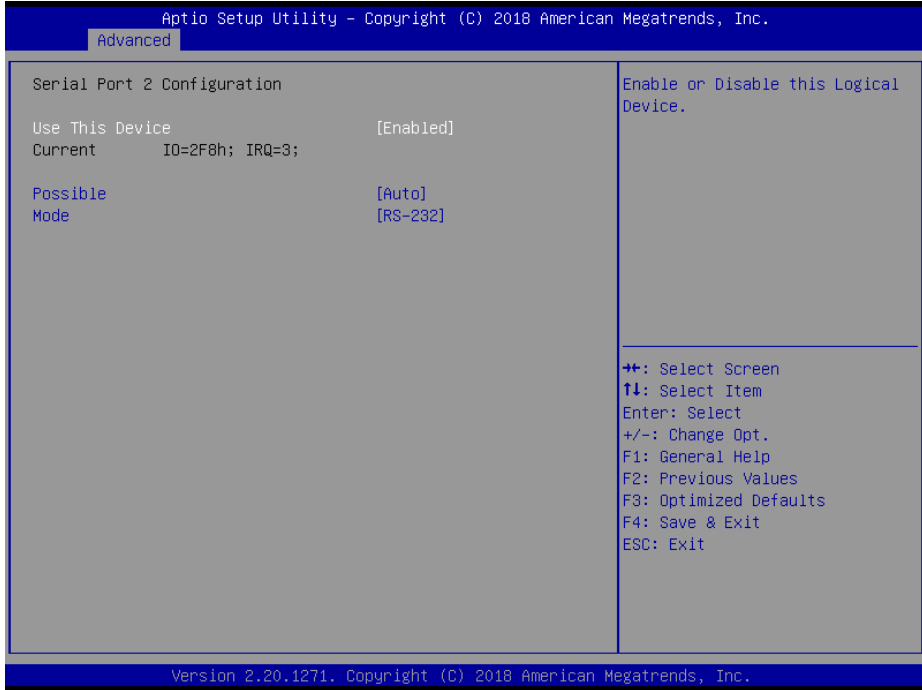 Aptio Setup Utility – Copyright (C) 2018 American Megatrends, Inc.
Advanced
Serial Port 2 Configuration
Use This Device [Enabled]
Current IO=2F8h; IRQ=3;
Possible [Auto]
Mode [RS-232]
Enable or Disable this Logical
Device.
→←: Select Screen
↑↓: Select Item
Enter: Select
+/-: Change Opt.
F1: General Help
F2: Previous Values
F3: Optimized Defaults
F4: Save & Exit
ESC: Exit
Version 2.20.1271. Copyright (C) 2018 American Megatrends, Inc.